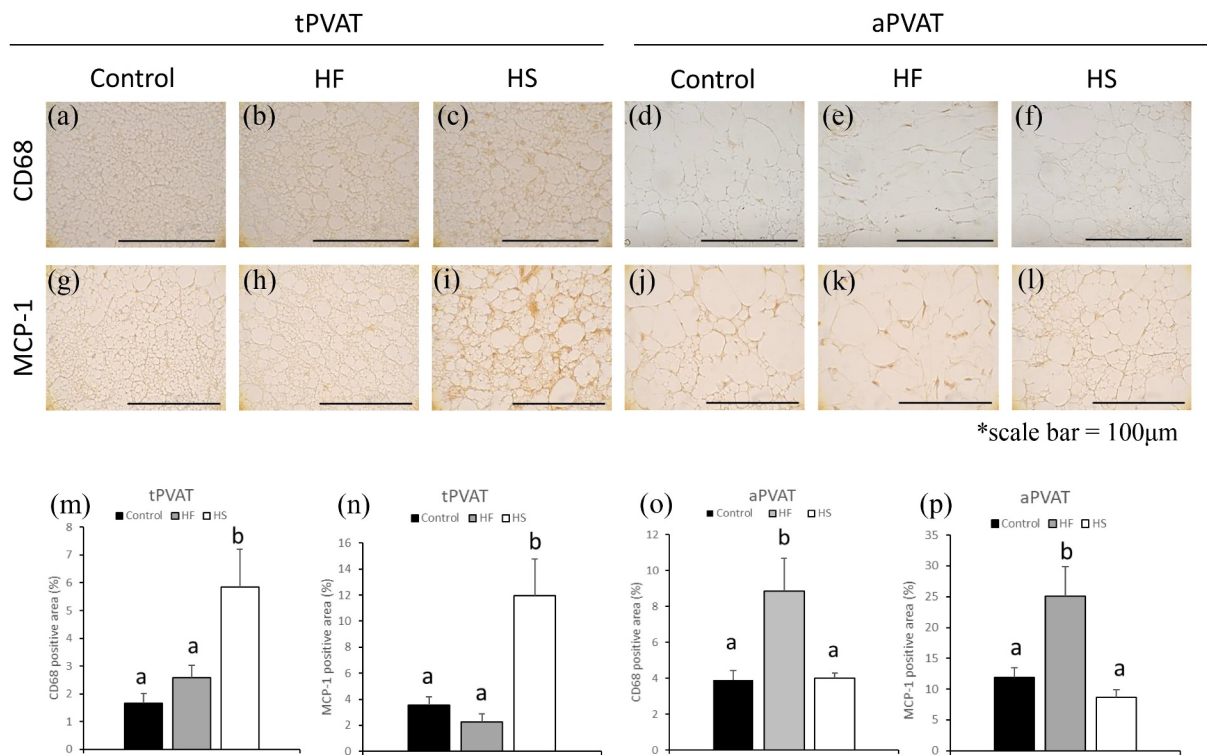 tPVAT aPVAT
Control HF HS Control HF HS
CD68
(a) (b) (c) (d) (e) (f)
MCP-1
(g) (h) (i) (j) (k) (l)
*scale bar = 100μm
(m) tPVAT
Control HF HS
CD68 positive area (%)
8
7
6
5
4
3
2
1
0
a a b
(n) tPVAT
Control HF HS
MCP-1 positive area (%)
16
14
12
10
8
6
4
2
0
a a b
(o) aPVAT
Control HF HS
CD68 positive area (%)
12
10
8
6
4
2
0
a b a
(p) aPVAT
Control HF HS
MCP-1 positive area (%)
35
30
25
20
15
10
5
0
a b a